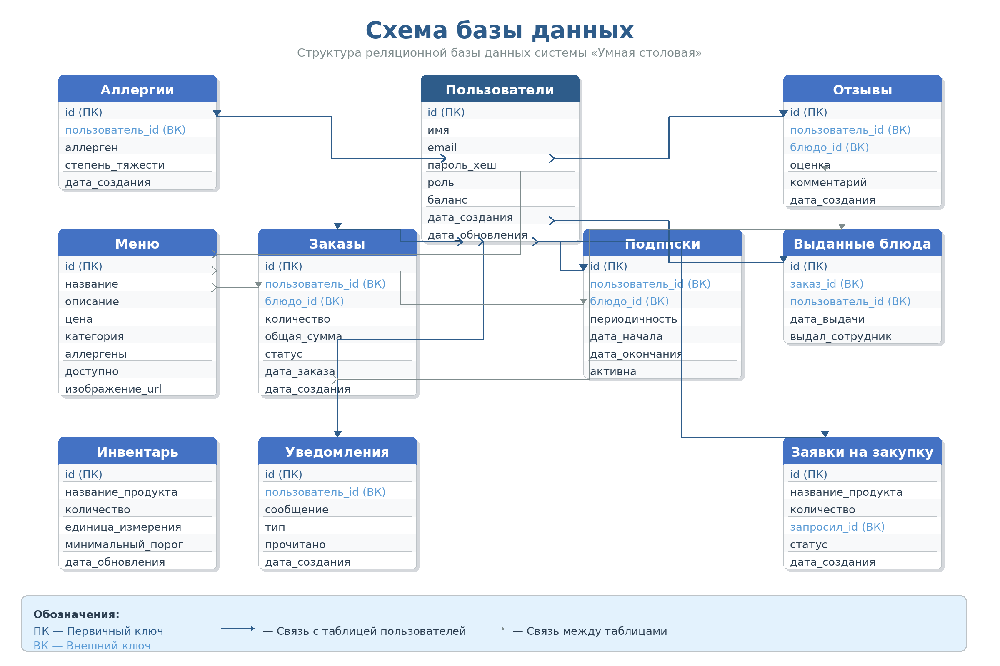 Схема базы данных
Структура реляционной базы данных системы «Умная столовая»
Аллергии
id (ПК)
пользователь_id (ВК)
аллерген
степень_тяжести
дата_создания
Пользователи
id (ПК)
имя
email
пароль_хеш
роль
баланс
дата_создания
дата_обновления
Отзывы
id (ПК)
пользователь_id (ВК)
блюдо_id (ВК)
оценка
комментарий
дата_создания
Меню
id (ПК)
название
описание
цена
категория
аллергены
доступно
изображение_url
Заказы
id (ПК)
пользователь_id (ВК)
блюдо_id (ВК)
количество
общая_сумма
статус
дата_заказа
дата_создания
Подписки
id (ПК)
пользователь_id (ВК)
блюдо_id (ВК)
периодичность
дата_начала
дата_окончания
активна
Выданные блюда
id (ПК)
заказ_id (ВК)
пользователь_id (ВК)
дата_выдачи
выдал_сотрудник
Инвентарь
id (ПК)
название_продукта
количество
единица_измерения
минимальный_порог
дата_обновления
Уведомления
id (ПК)
пользователь_id (ВК)
сообщение
тип
прочитано
дата_создания
Заявки на закупку
id (ПК)
название_продукта
количество
запросил_id (ВК)
статус
дата_создания
Обозначения:
ПК — Первичный ключ
— Связь с таблицей пользователей
— Связь между таблицами
ВК — Внешний ключ